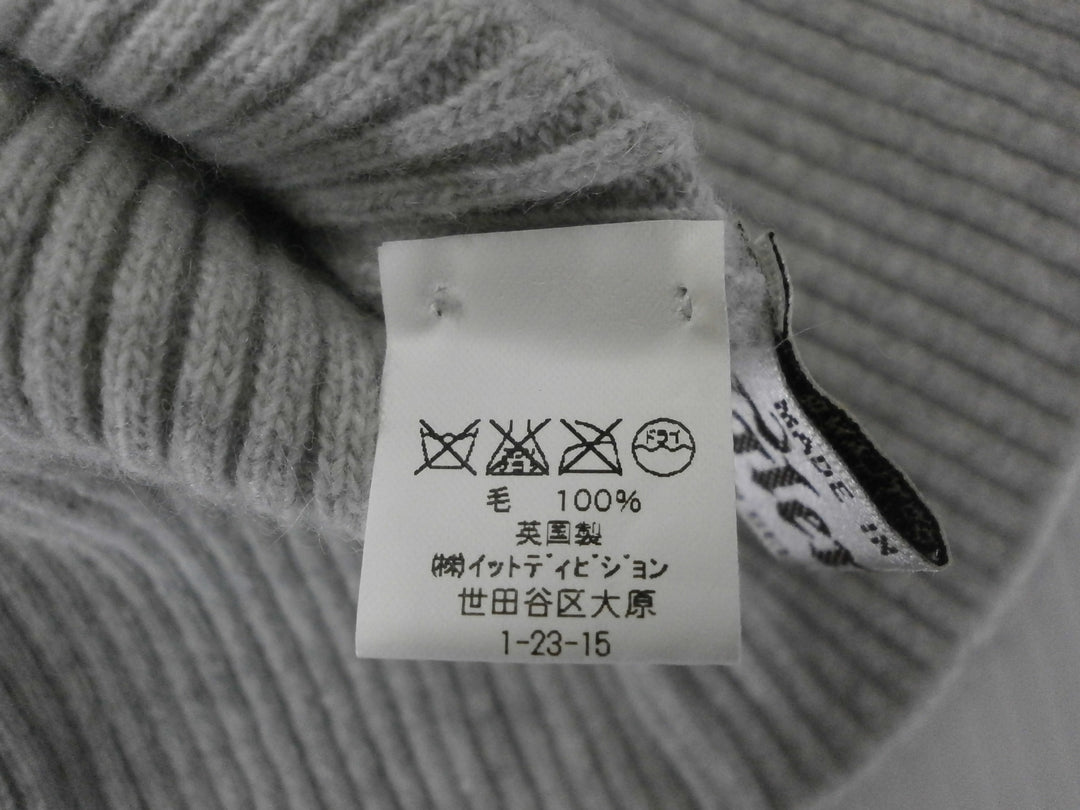 ドライ
毛 100%
英国製
(株)イットディビジョン
世田谷区大原
1-23-15
MADE IN